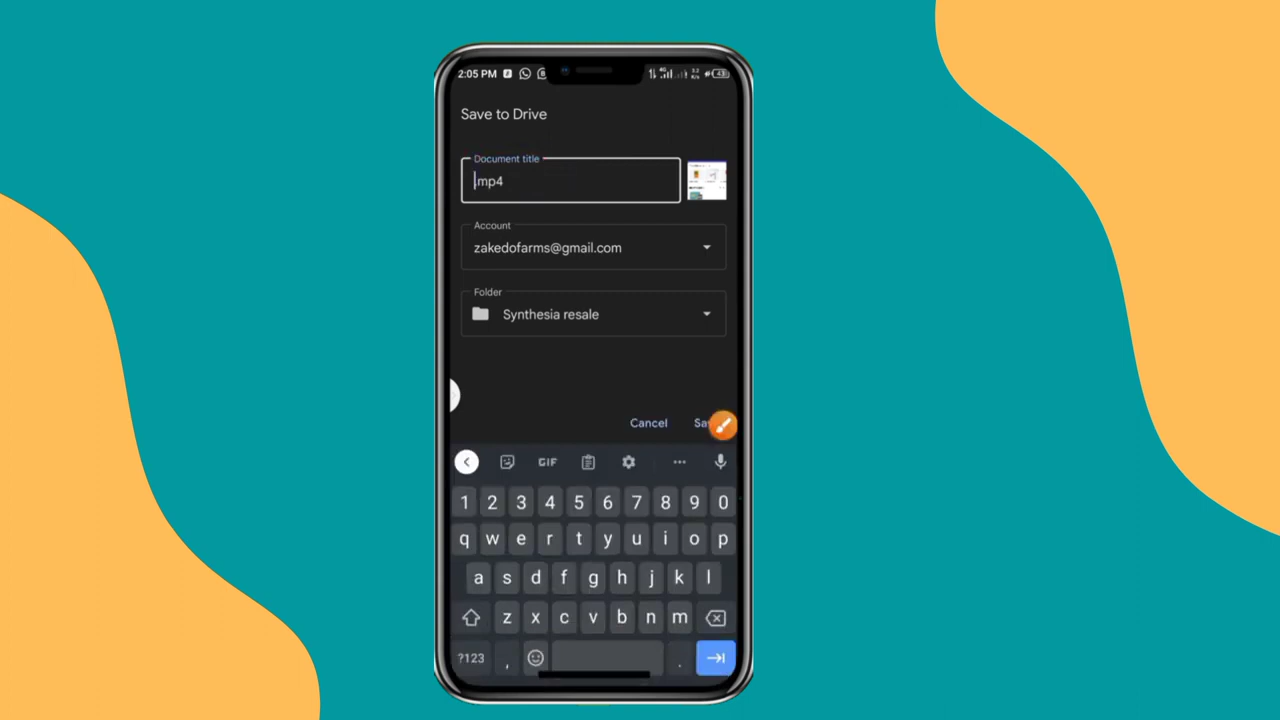 2:05 PM
Save to Drive
Document title
.mp4
Account
zakedofarms@gmail.com
Folder
Synthesia resale
Cancel
GIF
1 2 3 4 5 6 7 8 9 0
q w e r t y u i o p
a s d f g h j k l
z x c v b n m
?123 , .